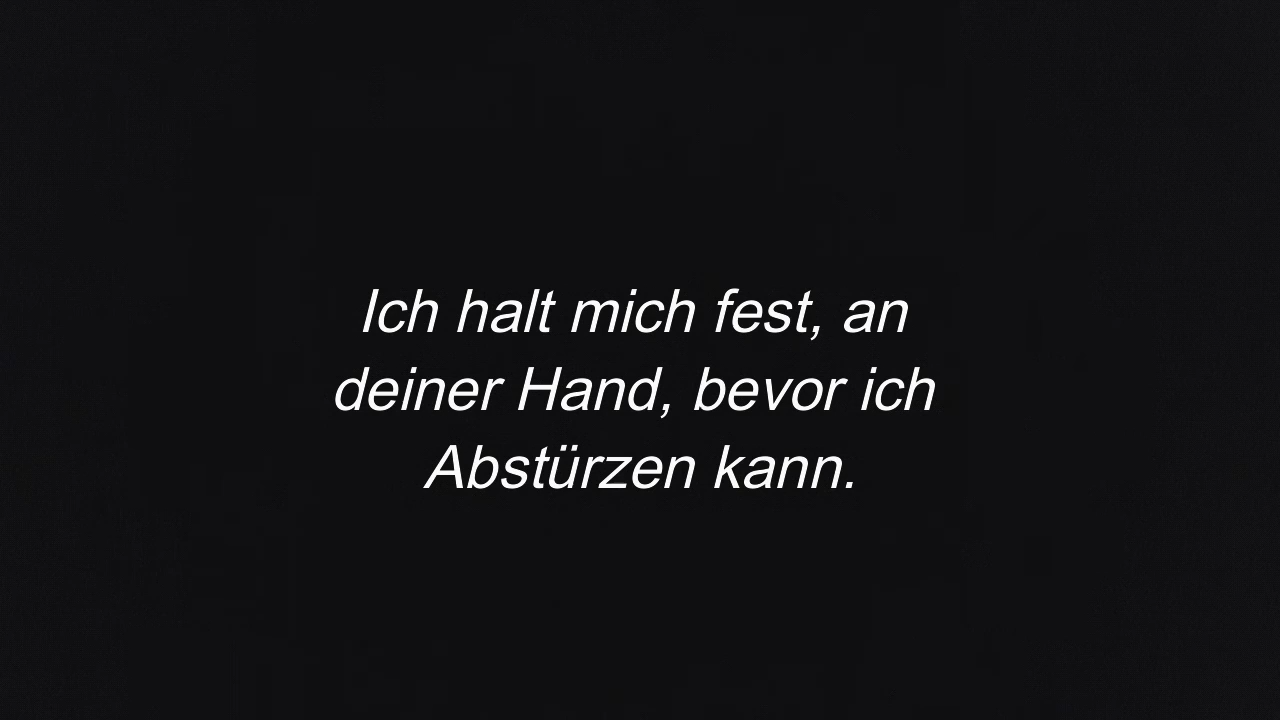 Ich halt mich fest, an
deiner Hand, bevor ich
Abstürzen kann.